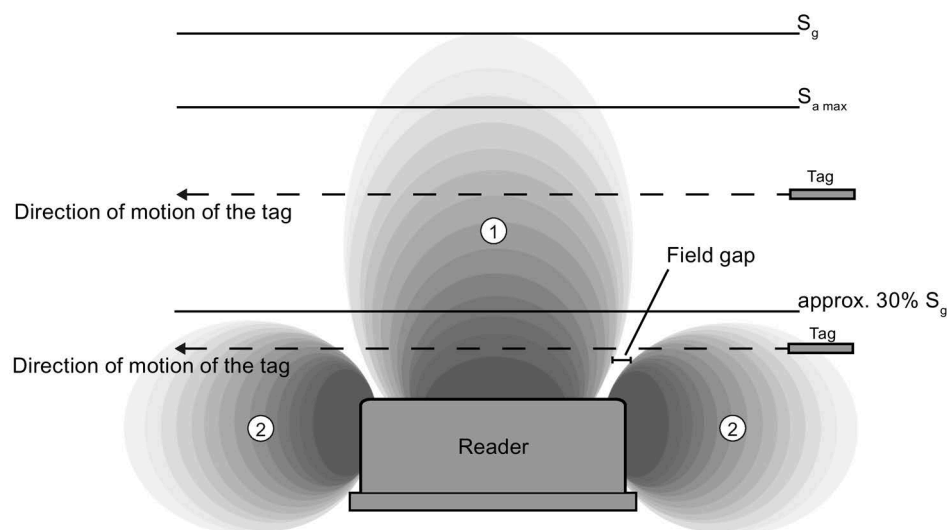 S_g
S_a max
Tag
Direction of motion of the tag
1
Field gap
approx. 30% S_g
Tag
Direction of motion of the tag
2
Reader
2